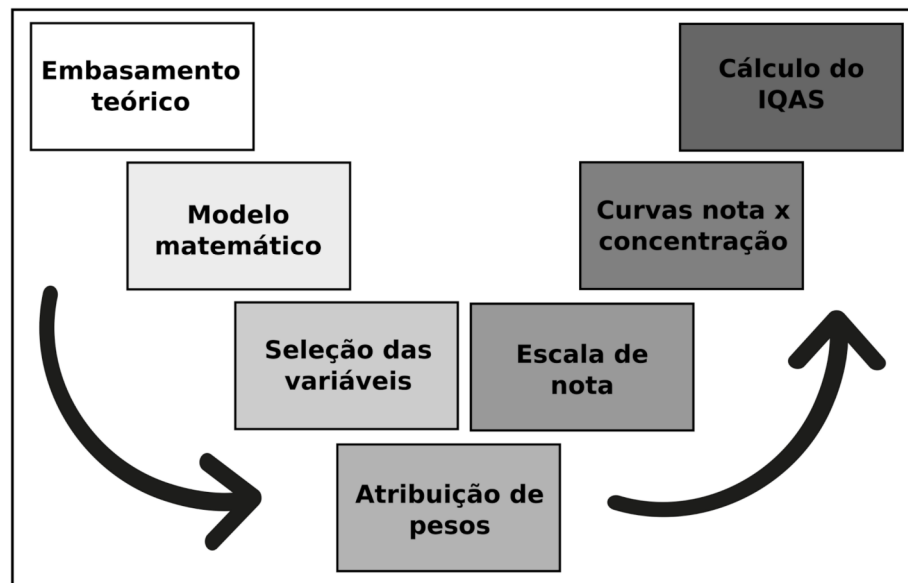 Embasamento
teórico
Modelo
matemático
Seleção das
variáveis
Atribuição de
pesos
Escala de
nota
Curvas nota x
concentração
Cálculo do
IQAS